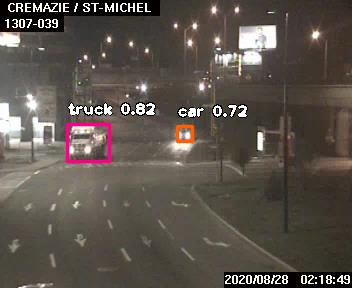 CREMAZIE / ST-MICHEL
1307-039
truck 0.82
car 0.72
2020/08/28 02:18:49